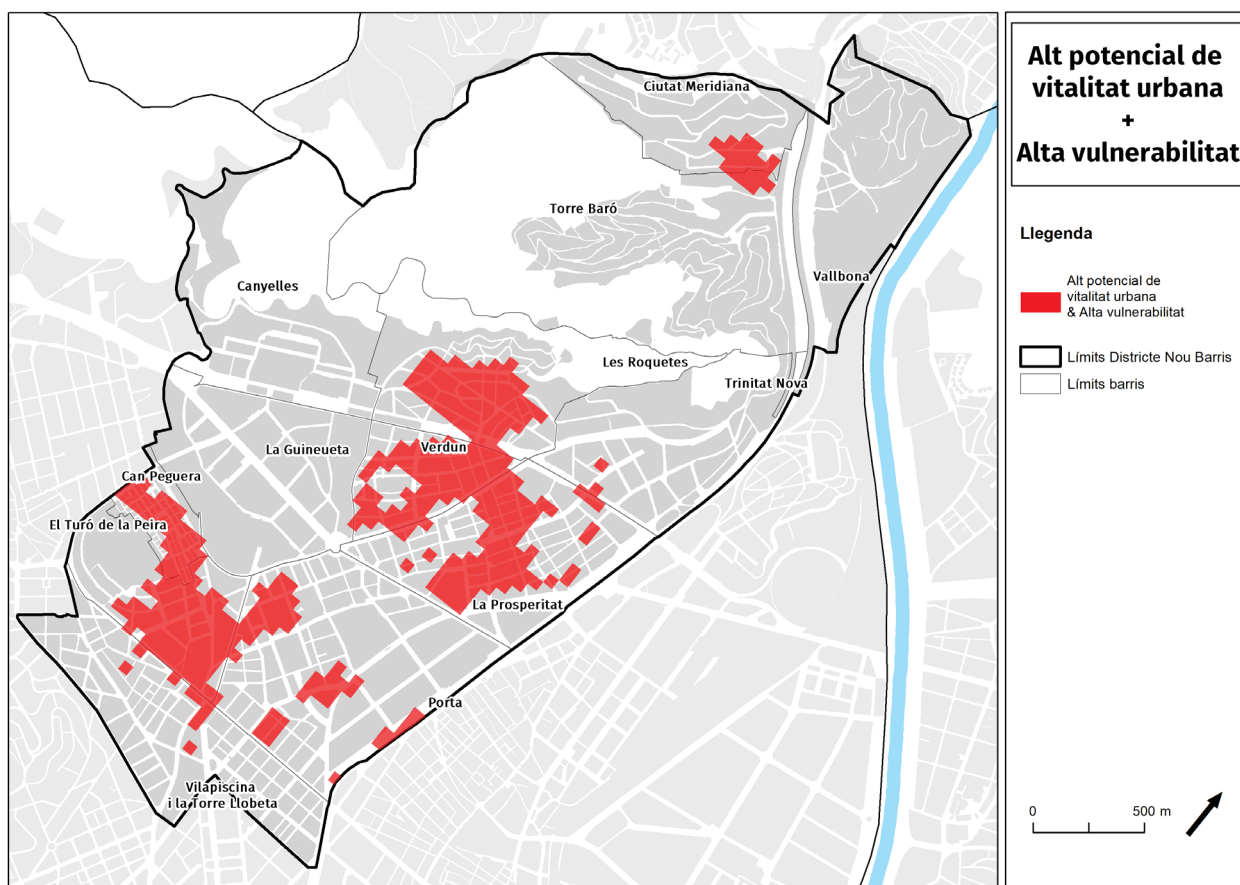 Alt potencial de
vitalitat urbana
+
Alta vulnerabilitat
Llegenda
Alt potencial de
vitalitat urbana
& Alta vulnerabilitat
Límits Districte Nou Barris
Límits barris
0 500 m
Ciutat Meridiana
Torre Baró
Vallbona
Canyelles
Les Roquetes
Trinitat Nova
La Guineueta
Verdun
Can Peguera
El Turó de la Peira
La Prosperitat
Porta
Vilapiscina
i la Torre Llobeta